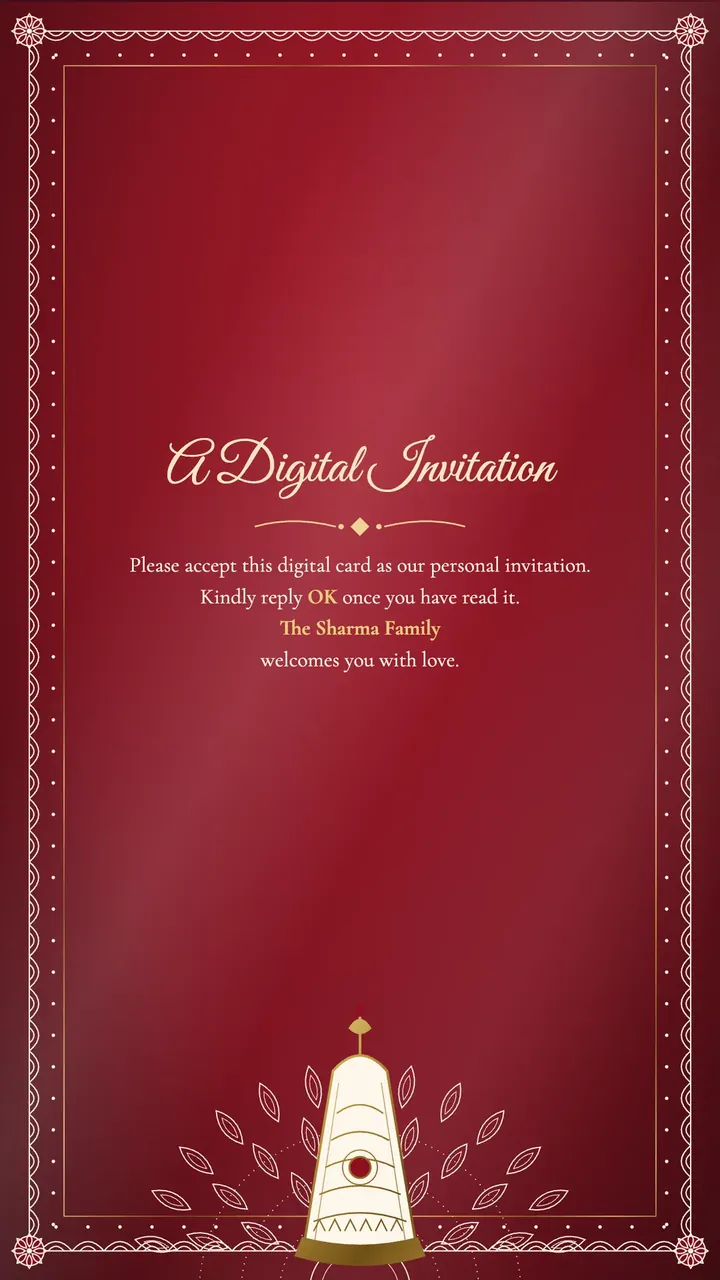 A Digital Invitation
Please accept this digital card as our personal invitation.
Kindly reply OK once you have read it.
The Sharma Family
welcomes you with love.